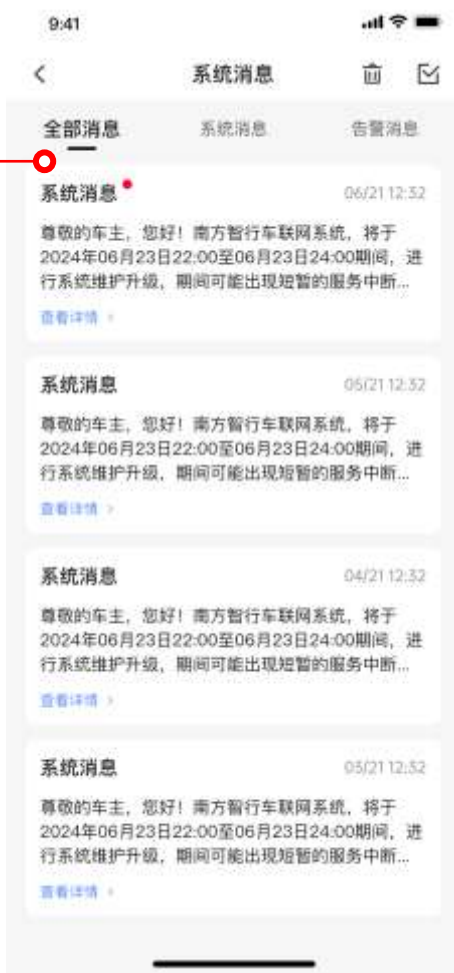 9:41
系统消息
全部消息 系统消息 告警消息
系统消息 06/21 12:32
尊敬的车主，您好！南方智行车联网系统，将于
2024年06月23日22:00至06月23日24:00期间，进
行系统维护升级，期间可能出现短暂的服务中断...
查看详情 >
系统消息 05/21 12:32
尊敬的车主，您好！南方智行车联网系统，将于
2024年06月23日22:00至06月23日24:00期间，进
行系统维护升级，期间可能出现短暂的服务中断...
查看详情 >
系统消息 04/21 12:32
尊敬的车主，您好！南方智行车联网系统，将于
2024年06月23日22:00至06月23日24:00期间，进
行系统维护升级，期间可能出现短暂的服务中断...
查看详情 >
系统消息 03/21 12:32
尊敬的车主，您好！南方智行车联网系统，将于
2024年06月23日22:00至06月23日24:00期间，进
行系统维护升级，期间可能出现短暂的服务中断...
查看详情 >